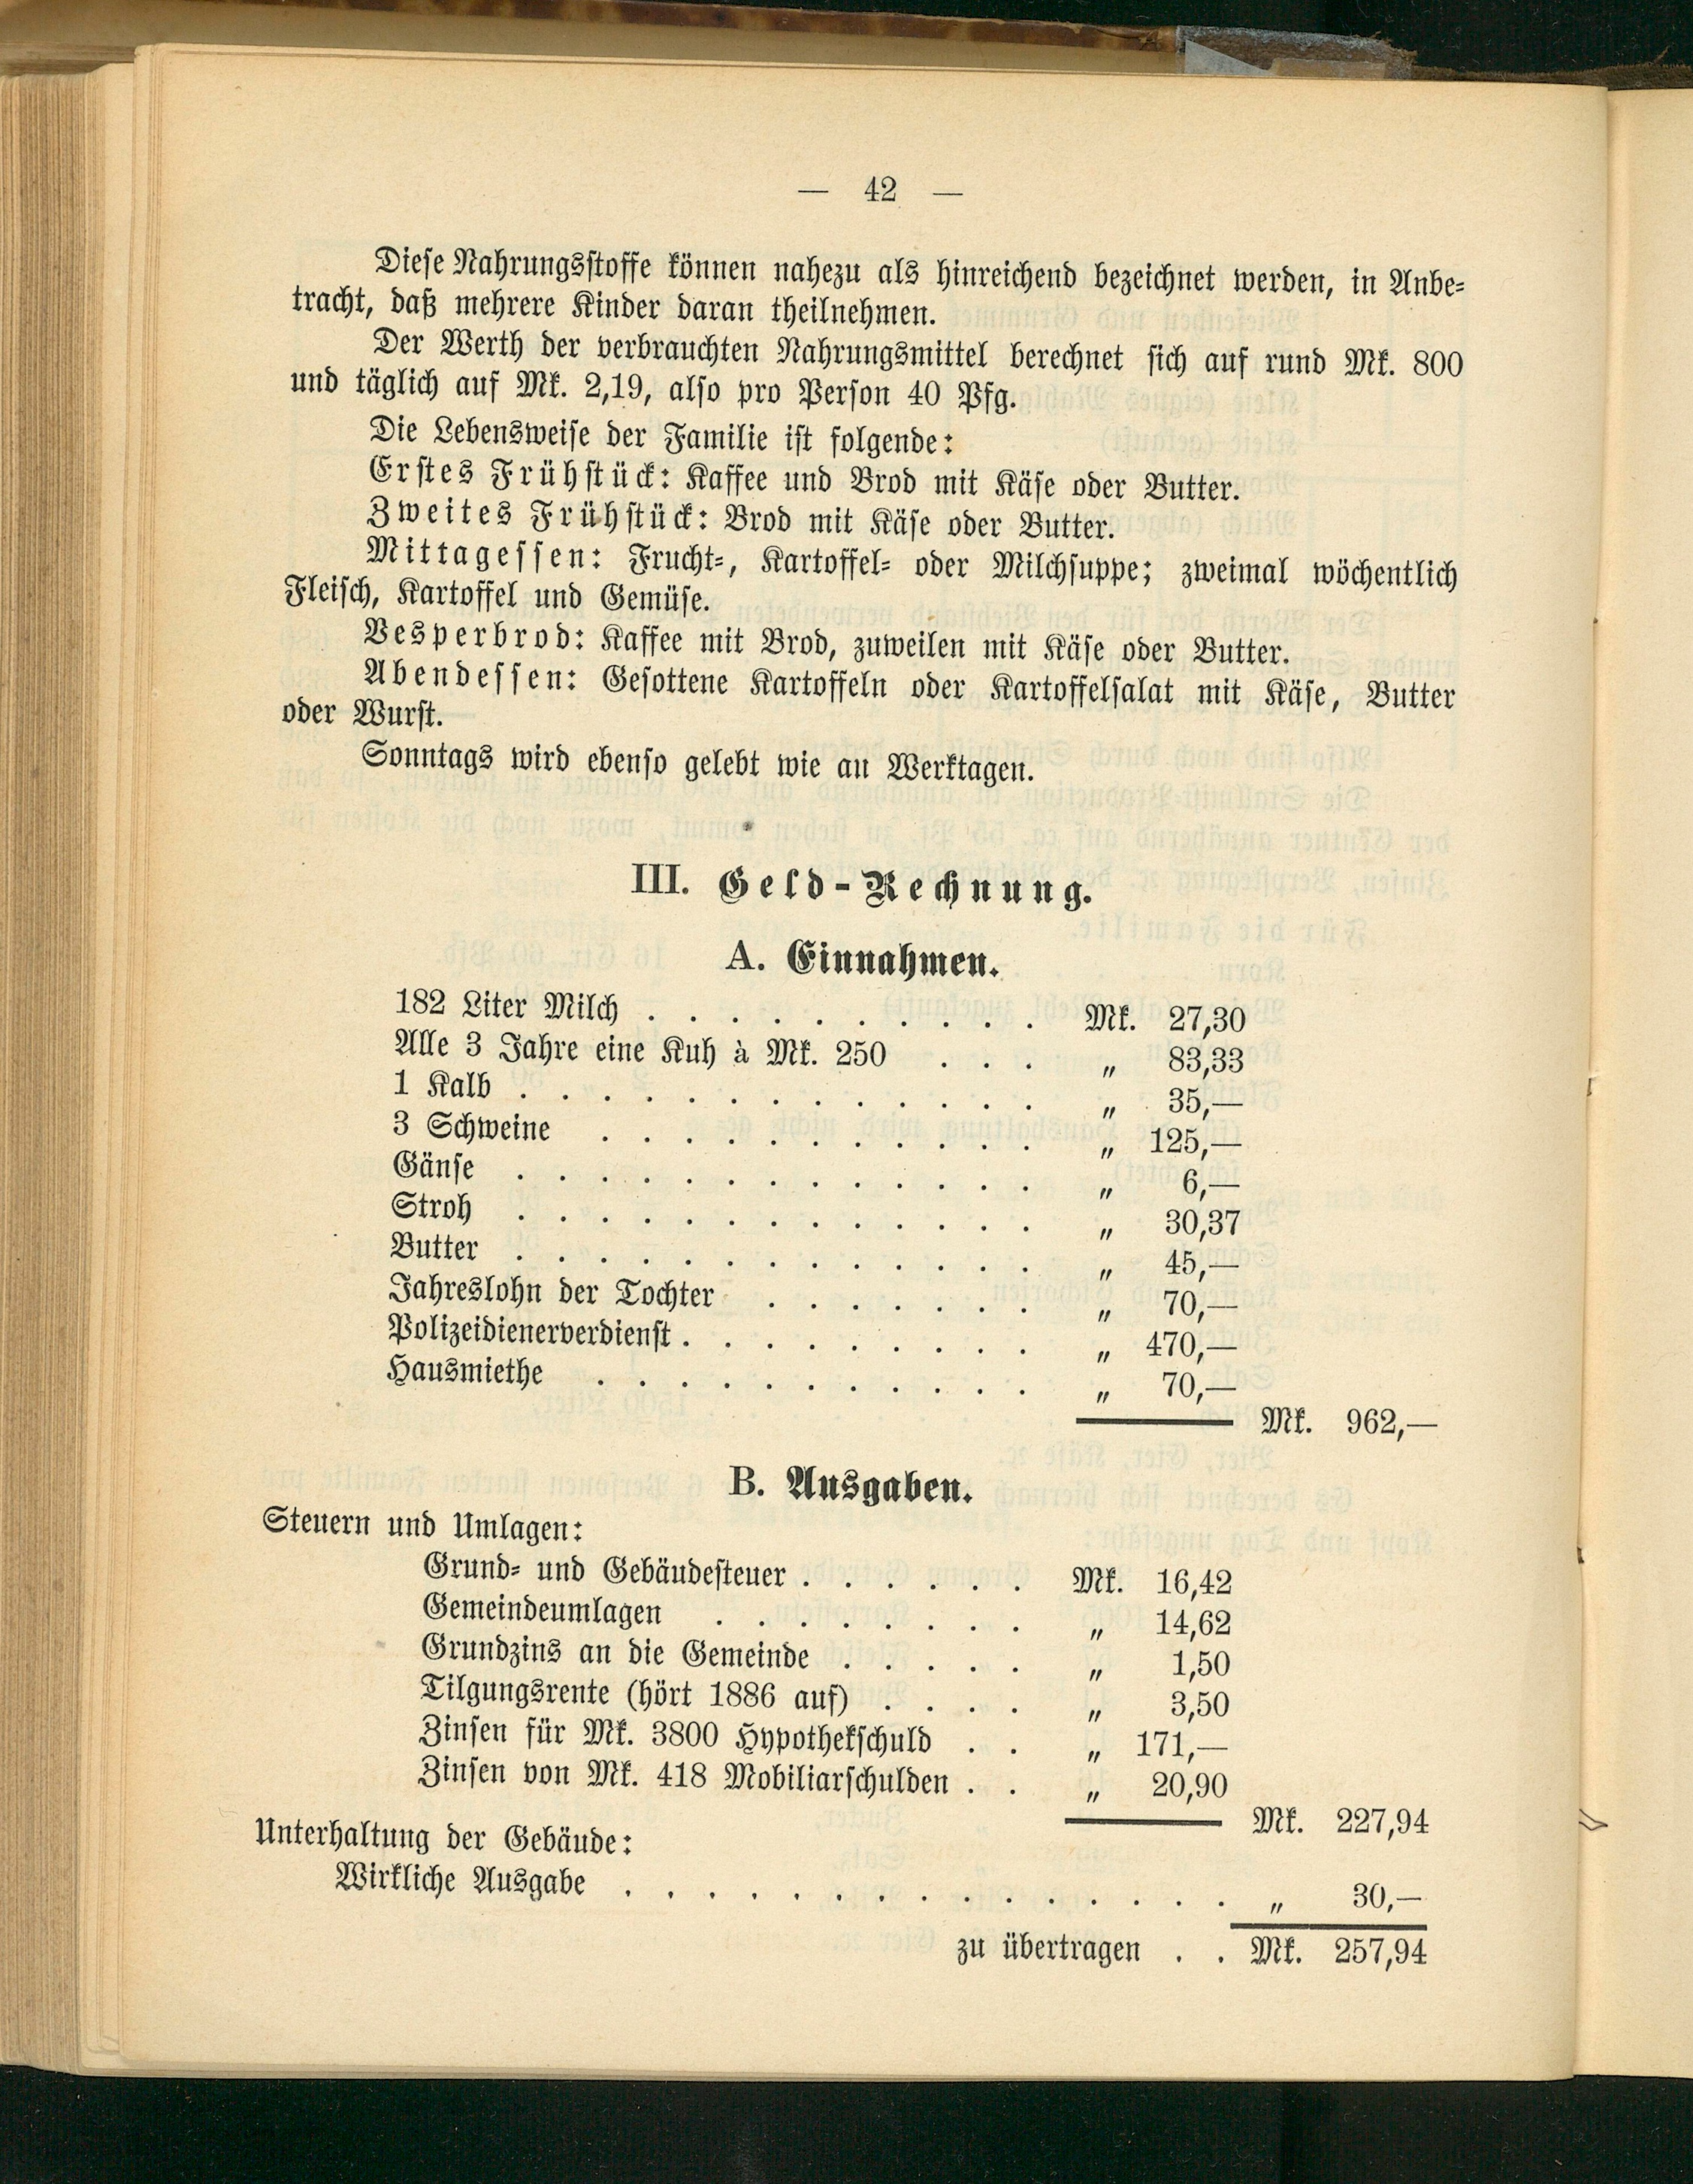 — 42 —
Diese Nahrungsstoffe können nahezu als hinreichend bezeichnet werden, in Anbe-
tracht, daß mehrere Kinder daran theilnehmen.
Der Werth der verbrauchten Nahrungsmittel berechnet sich auf rund Mk. 800
und täglich auf Mk. 2,19, also pro Person 40 Pfg.
Die Lebensweise der Familie ist folgende:
Erstes Frühstück: Kaffee und Brod mit Käse oder Butter.
Zweites Frühstück: Brod mit Käse oder Butter.
Mittagessen: Frucht-, Kartoffel- oder Milchsuppe; zweimal wöchentlich
Fleisch, Kartoffel und Gemüse.
Vesperbrod: Kaffee mit Brod, zuweilen mit Käse oder Butter.
Abendessen: Gesottene Kartoffeln oder Kartoffelsalat mit Käse, Butter
oder Wurst.
Sonntags wird ebenso gelebt wie an Werktagen.
III. Geld-Rechnung.
A. Einnahmen.
182 Liter Milch . . . . . . . . . . Mk. 27,30
Alle 3 Jahre eine Kuh à Mk. 250 . . . „ 83,33
1 Kalb . . . . . . . . . . . . . „ 35,—
3 Schweine . . . . . . . . . . . „ 125,—
Gänse . . . . . . . . . . . . . „ 6,—
Stroh . . . . . . . . . . . . . „ 30,37
Butter . . . . . . . . . . . . . „ 45,—
Jahreslohn der Tochter . . . . . . . „ 70,—
Polizeidienerverdienst . . . . . . . . . „ 470,—
Hausmiethe . . . . . . . . . . . „ 70,—
Mk. 962,—
B. Ausgaben.
Steuern und Umlagen:
Grund- und Gebäudesteuer . . . . . . Mk. 16,42
Gemeindeumlagen . . . . . . . . „ 14,62
Grundzins an die Gemeinde . . . . . „ 1,50
Tilgungsrente (hört 1886 auf) . . . . „ 3,50
Zinsen für Mk. 3800 Hypothekschuld . . „ 171,—
Zinsen von Mk. 418 Mobiliarschulden . . „ 20,90
Mk. 227,94
Unterhaltung der Gebäude:
Wirkliche Ausgabe . . . . . . . . . . . . . . . „ 30,—
zu übertragen . . Mk. 257,94